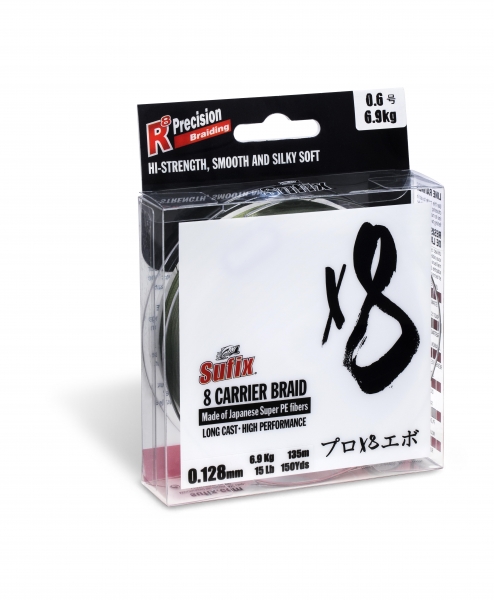 R8 Precision
Braiding
0.6号
6.9kg
HI-STRENGTH, SMOOTH AND SILKY SOFT
x8
Sufix
8 CARRIER BRAID
Made of Japanese Super PE fibers
LONG CAST • HIGH PERFORMANCE
プロX8エボ
0.128mm
6.9 Kg 135m
15 Lb 150Yds